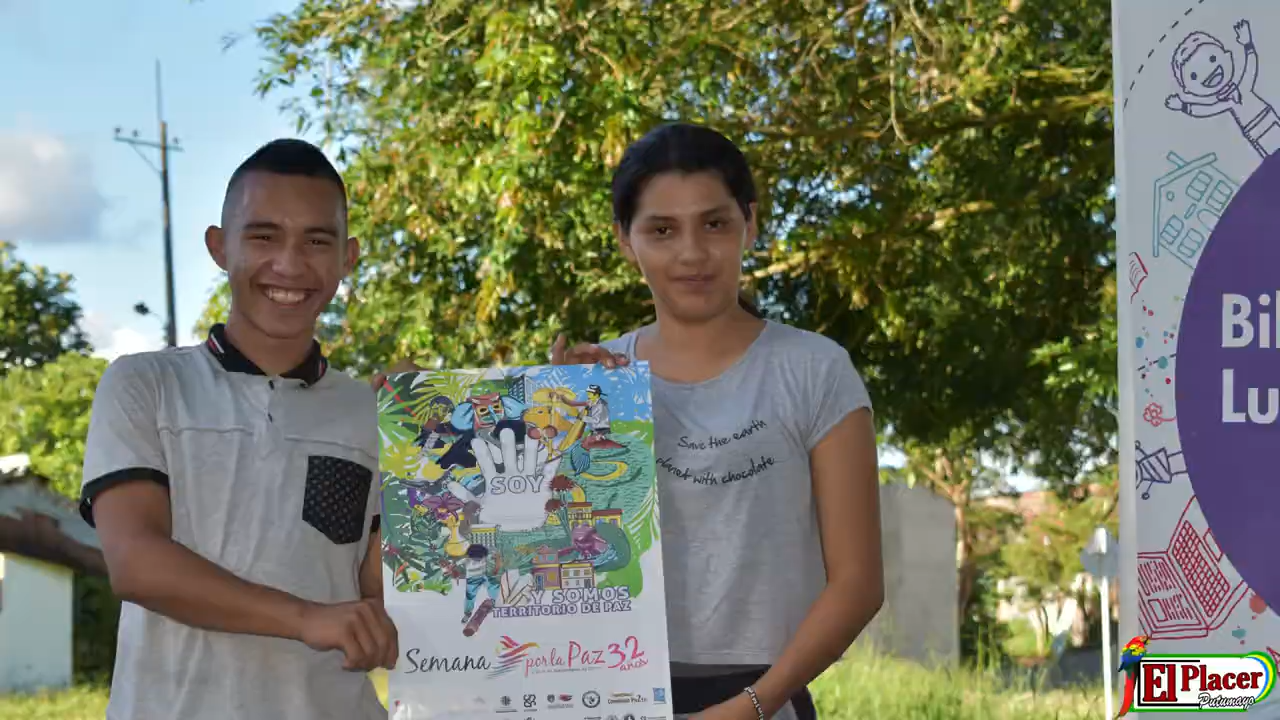 Save the earth
planet with chocolate
SOY
Y SOMOS
TERRITORIO DE PAZ
Semana por la Paz 32 años
Bi
Lu
El Placer
Putumayo